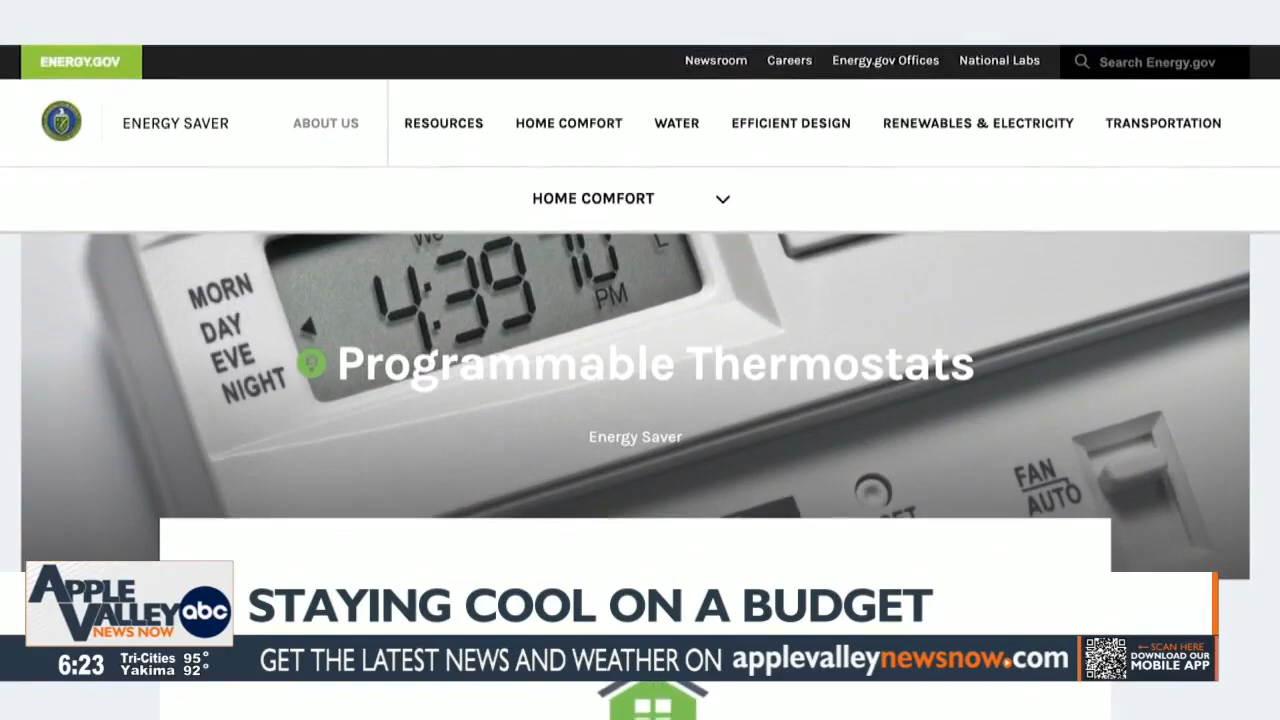 ENERGY.GOV
Newsroom Careers Energy.gov Offices National Labs Search Energy.gov
ENERGY SAVER ABOUT US RESOURCES HOME COMFORT WATER EFFICIENT DESIGN RENEWABLES & ELECTRICITY TRANSPORTATION
HOME COMFORT
MORN
DAY
EVE
NIGHT
4:39 PM
Programmable Thermostats
Energy Saver
FAN
AUTO
APPLE
VALLEY
NEWS NOW
abc
STAYING COOL ON A BUDGET
6:23
Tri-Cities 95°
Yakima 92°
GET THE LATEST NEWS AND WEATHER ON applevalleynewsnow.com
←SCAN HERE
DOWNLOAD OUR
MOBILE APP